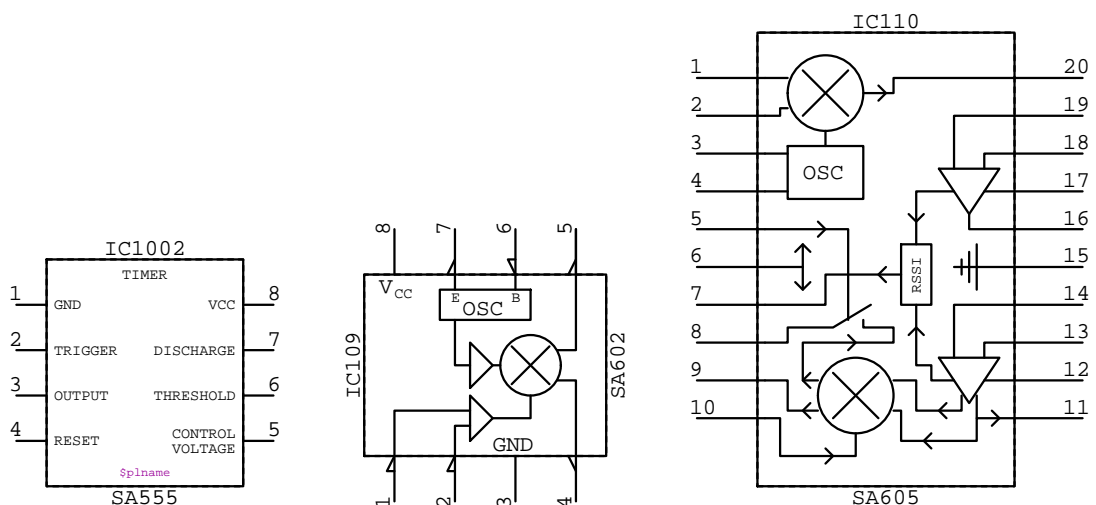 IC1002
TIMER
1 GND VCC 8
2 TRIGGER DISCHARGE 7
3 OUTPUT THRESHOLD 6
4 RESET CONTROL VOLTAGE 5
$plname
SA555
8 7 6 5
VCC
E B
OSC
IC109
SA602
GND
1 2 3 4
IC110
1 20
2 19
3 18
OSC
4 17
5 16
6 15
RSSI
7 14
8 13
9 12
10 11
SA605